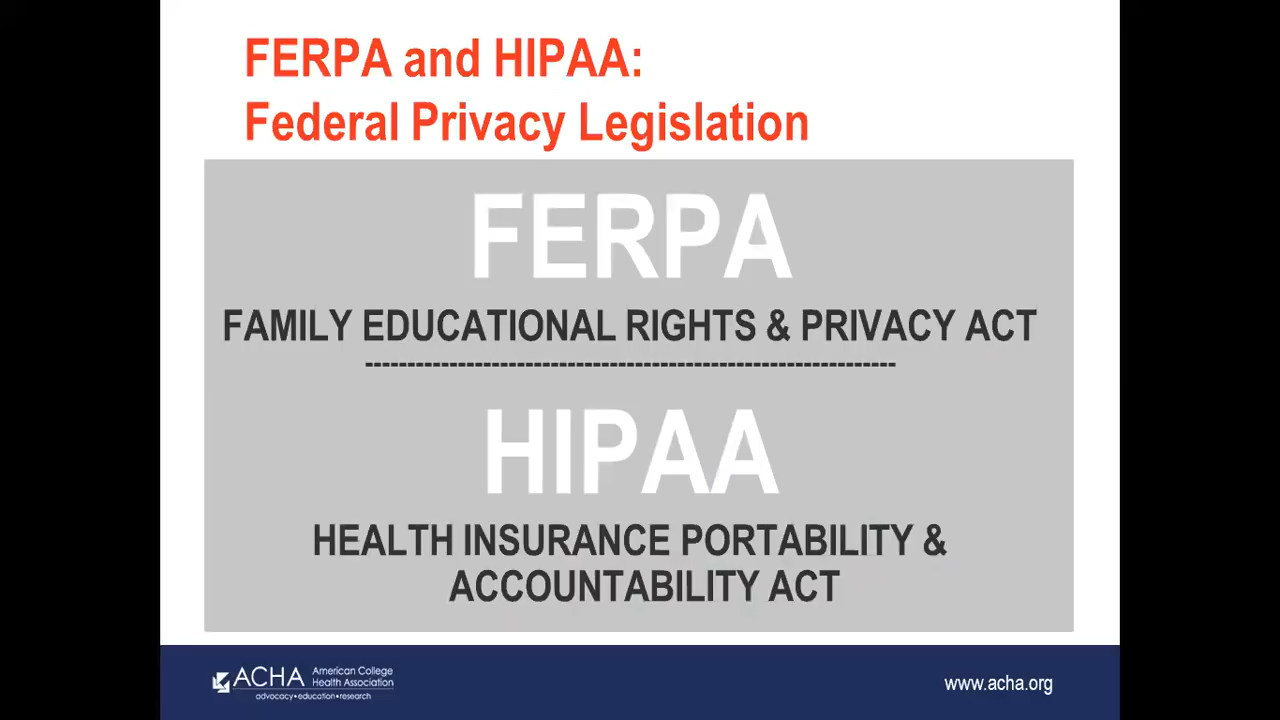 FERPA and HIPAA:
Federal Privacy Legislation
FERPA
FAMILY EDUCATIONAL RIGHTS & PRIVACY ACT
----------------------------------------------------------------
HIPAA
HEALTH INSURANCE PORTABILITY &
ACCOUNTABILITY ACT
ACHA American College
Health Association
advocacy•education•research
www.acha.org